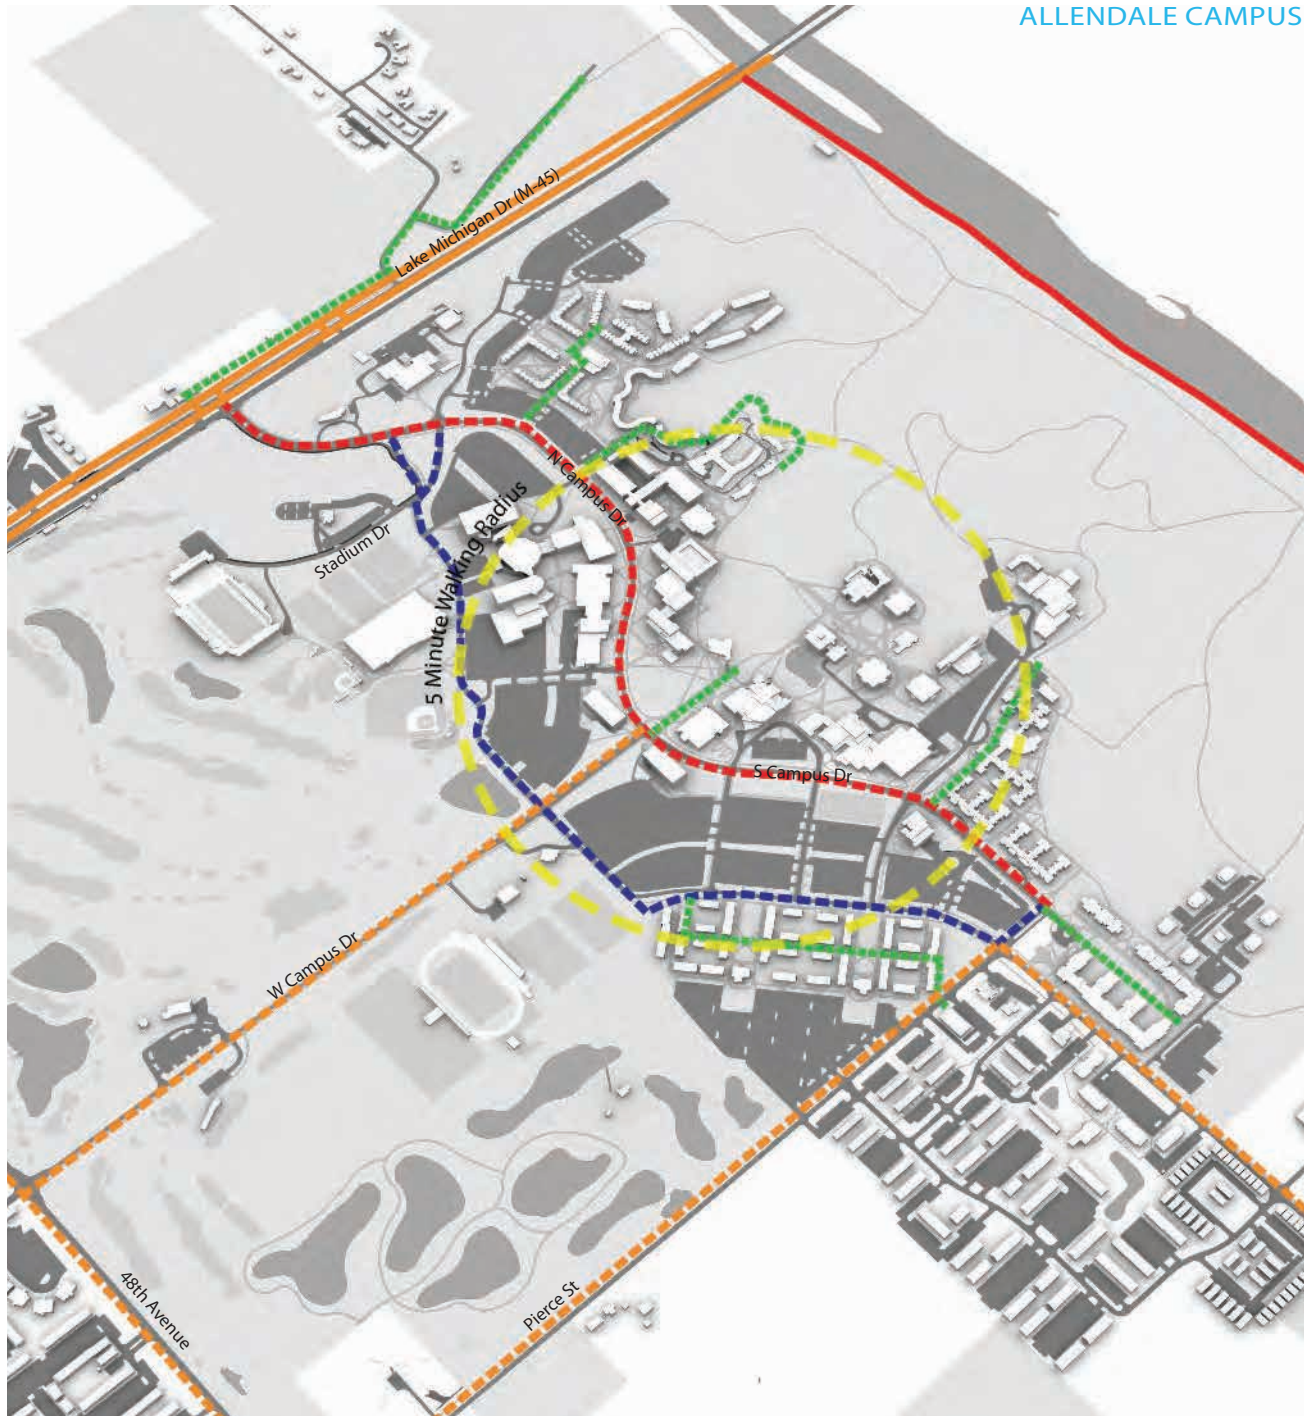 ALLENDALE CAMPUS
Lake Michigan Dr (M-45)
N Campus Dr
5 Minute Walking Radius
Stadium Dr
S Campus Dr
W Campus Dr
48th Avenue
Pierce St